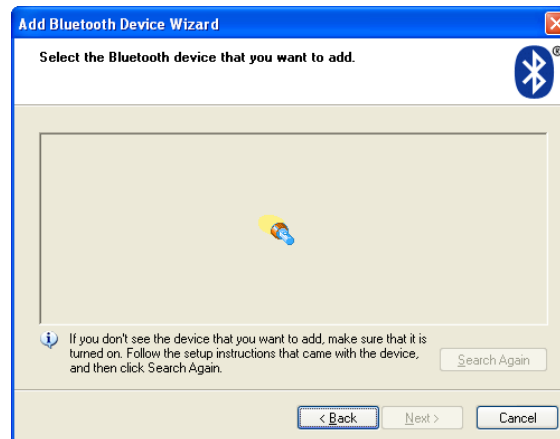 Add Bluetooth Device Wizard
Select the Bluetooth device that you want to add.
®
If you don't see the device that you want to add, make sure that it is
turned on. Follow the setup instructions that came with the device,
and then click Search Again.
Search Again
< Back
Next >
Cancel